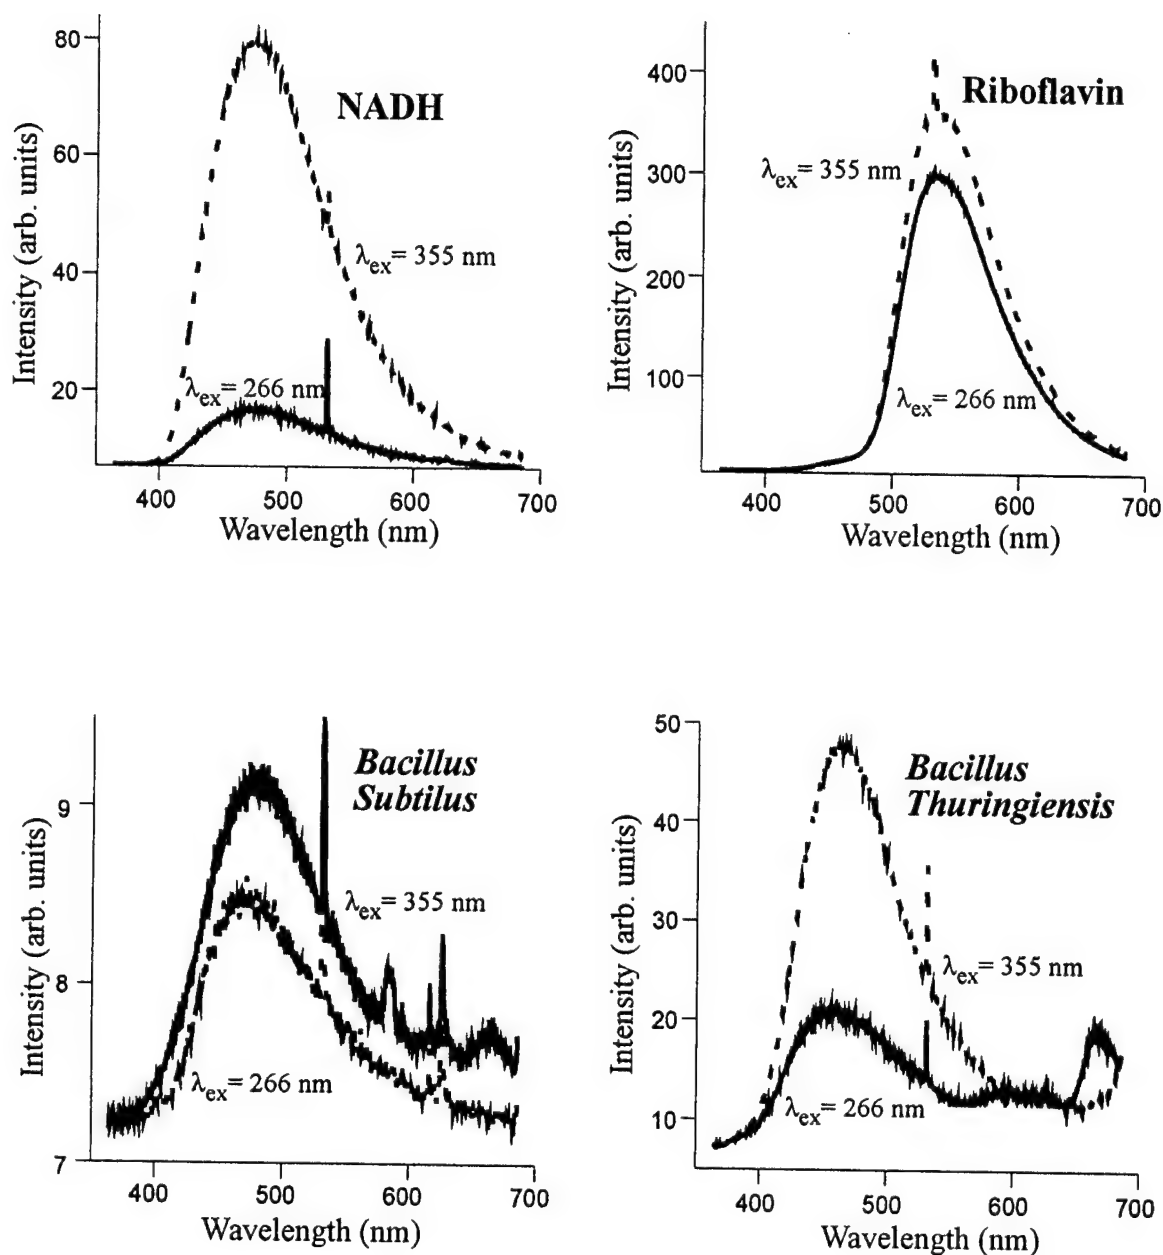 NADH
80
60
40
20
Intensity (arb. units)
λex= 355 nm
λex= 266 nm
400
500
600
700
Wavelength (nm)
Riboflavin
400
300
200
100
Intensity (arb. units)
λex= 355 nm
λex= 266 nm
400
500
600
700
Wavelength (nm)
Bacillus
Subtilus
9
8
7
Intensity (arb. units)
λex= 355 nm
λex= 266 nm
400
500
600
700
Wavelength (nm)
Bacillus
Thuringiensis
50
40
30
20
10
Intensity (arb. units)
λex= 355 nm
λex= 266 nm
400
500
600
700
Wavelength (nm)